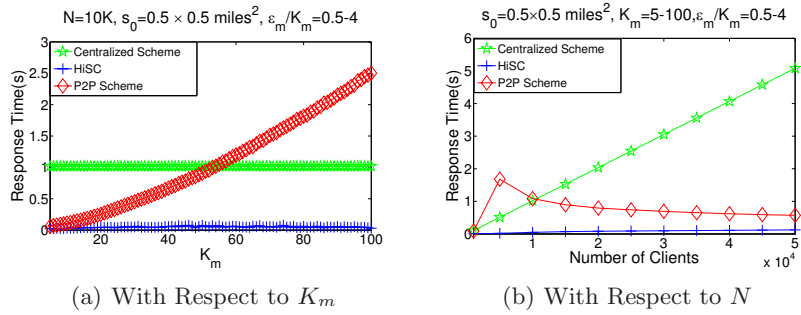 N=10K, s₀=0.5 × 0.5 miles², εₘ/Kₘ=0.5-4
Centralized Scheme
HiSC
P2P Scheme
Response Time(s)
3
2.5
2
1.5
1
0.5
0
20
40
60
80
100
Kₘ
(a) With Respect to Kₘ
s₀=0.5×0.5 miles², Kₘ=5-100,εₘ/Kₘ=0.5-4
Centralized Scheme
HiSC
P2P Scheme
Response Time(s)
6
5
4
3
2
1
0
0
1
2
3
4
5
Number of Clients
x 10⁴
(b) With Respect to N